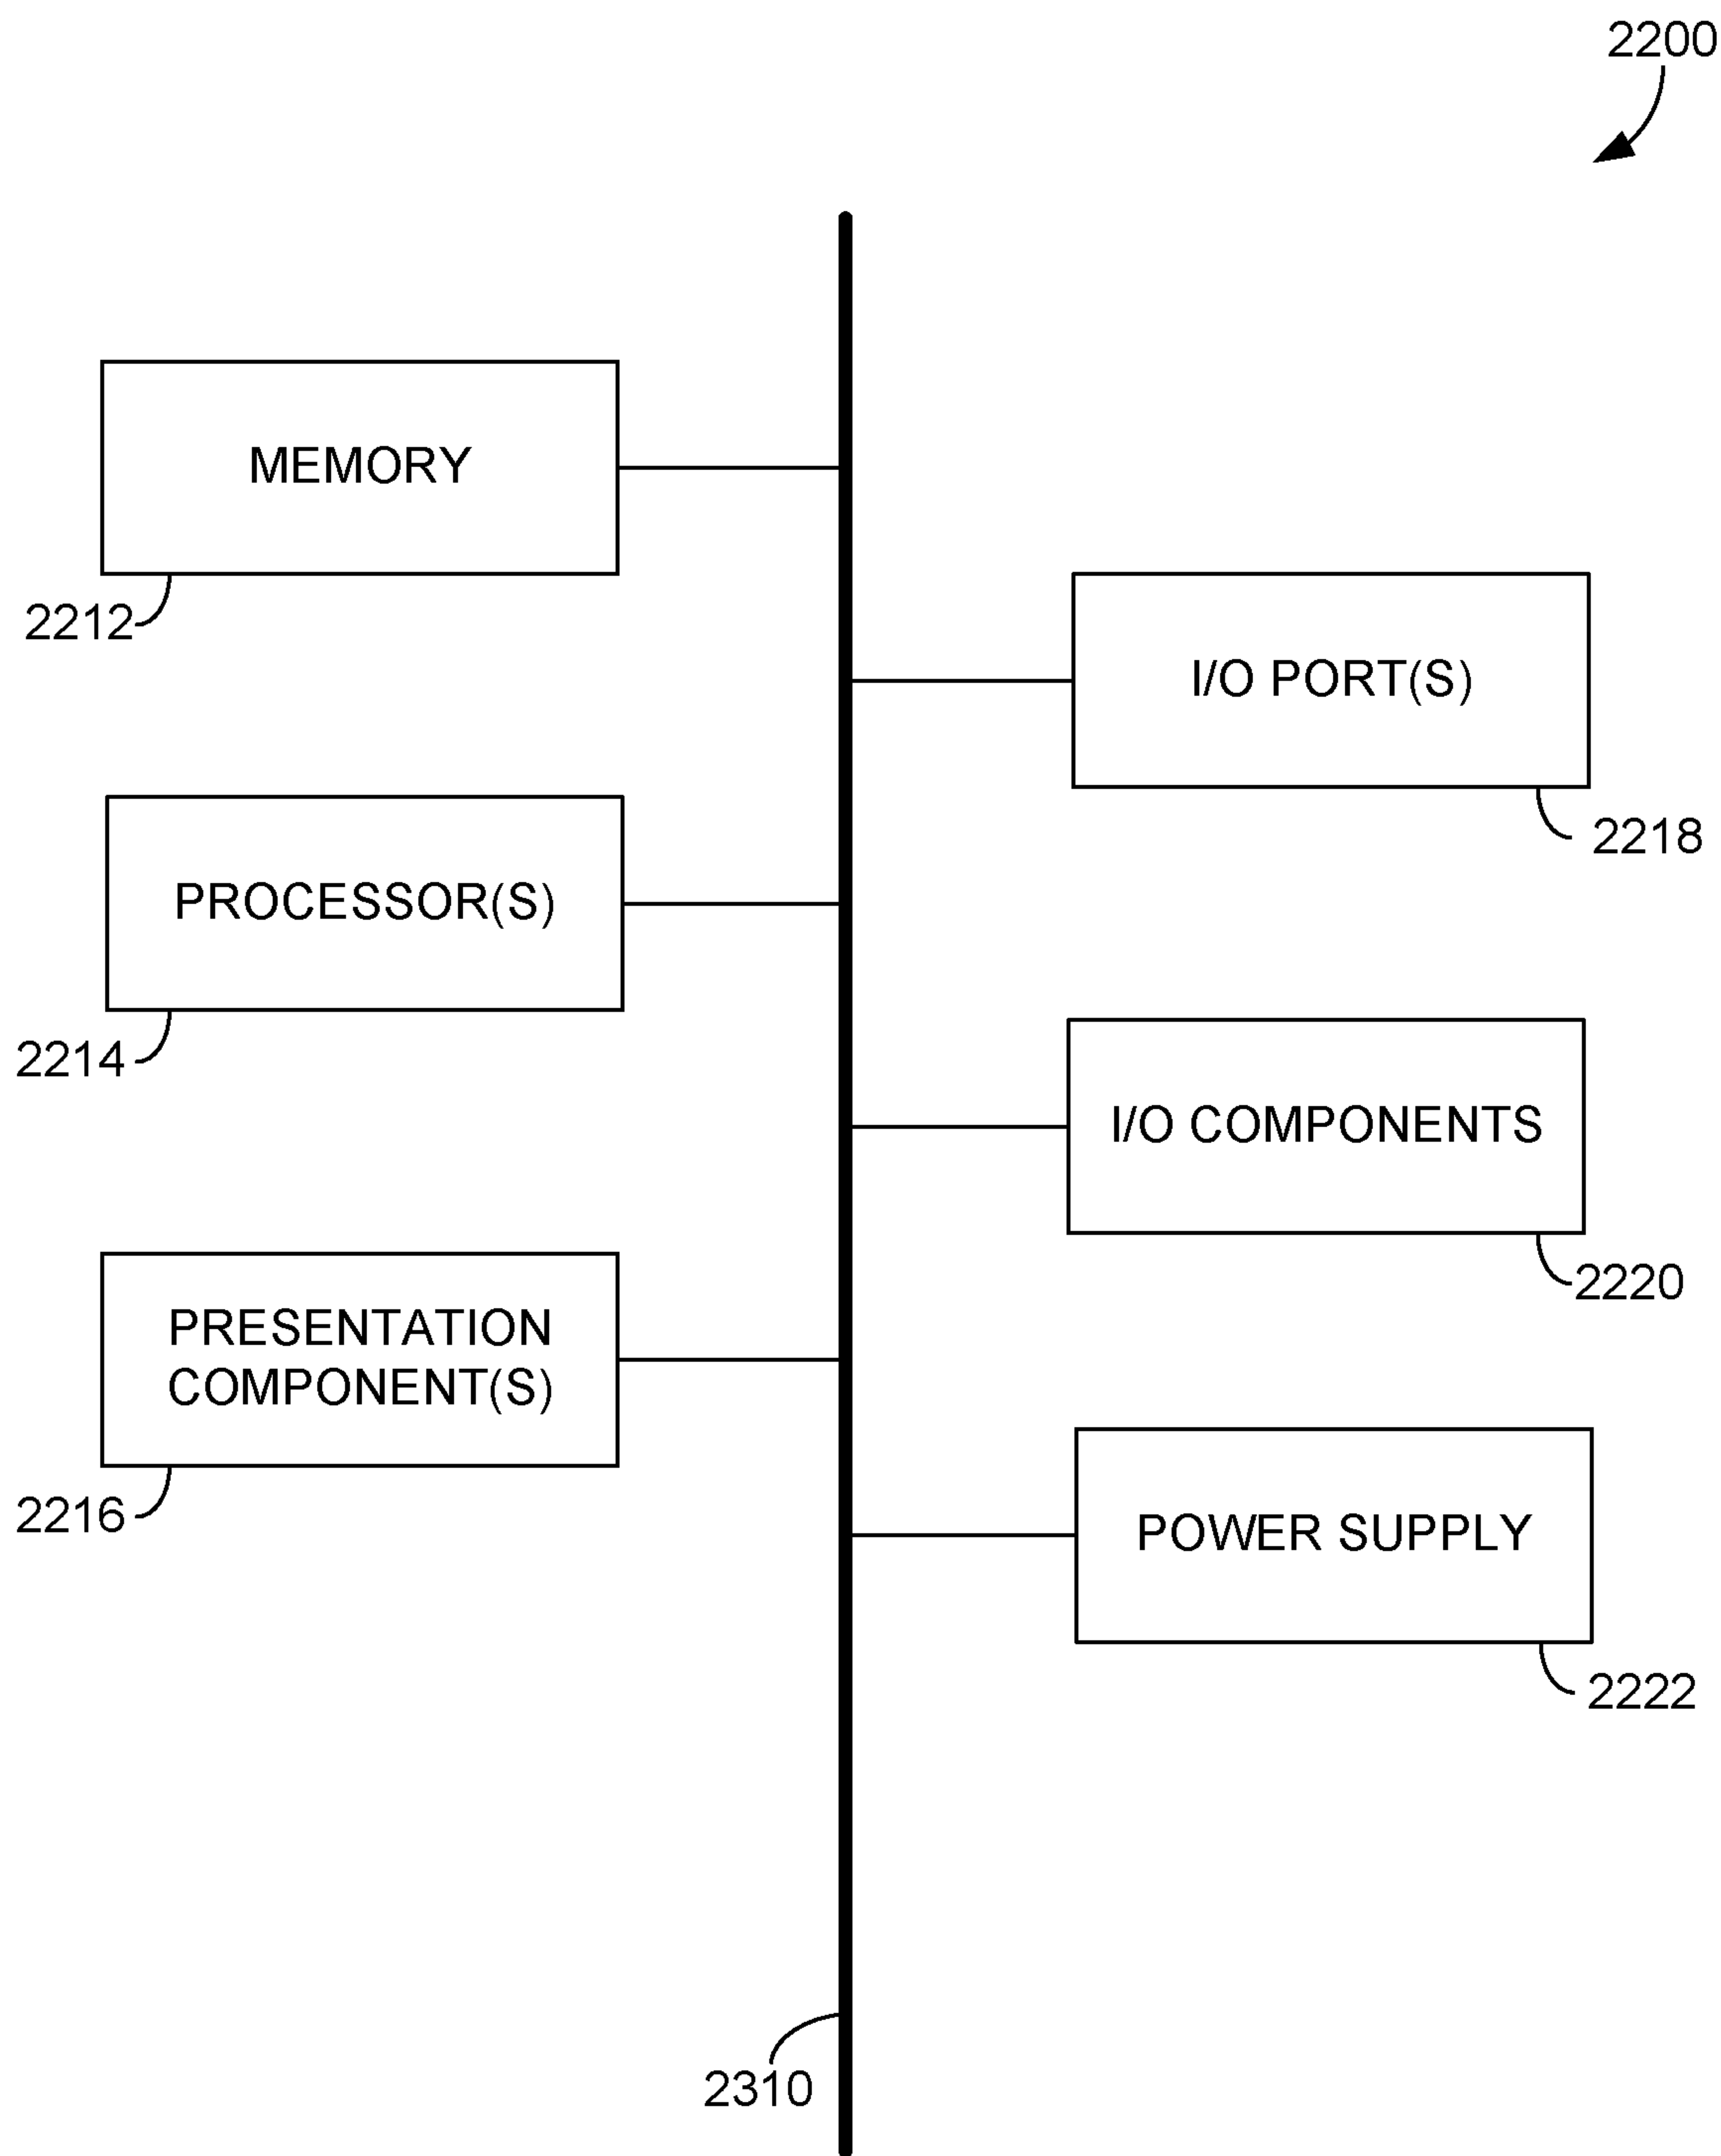 2200
MEMORY
2212
I/O PORT(S)
2218
PROCESSOR(S)
2214
I/O COMPONENTS
2220
PRESENTATION
COMPONENT(S)
2216
POWER SUPPLY
2222
2310